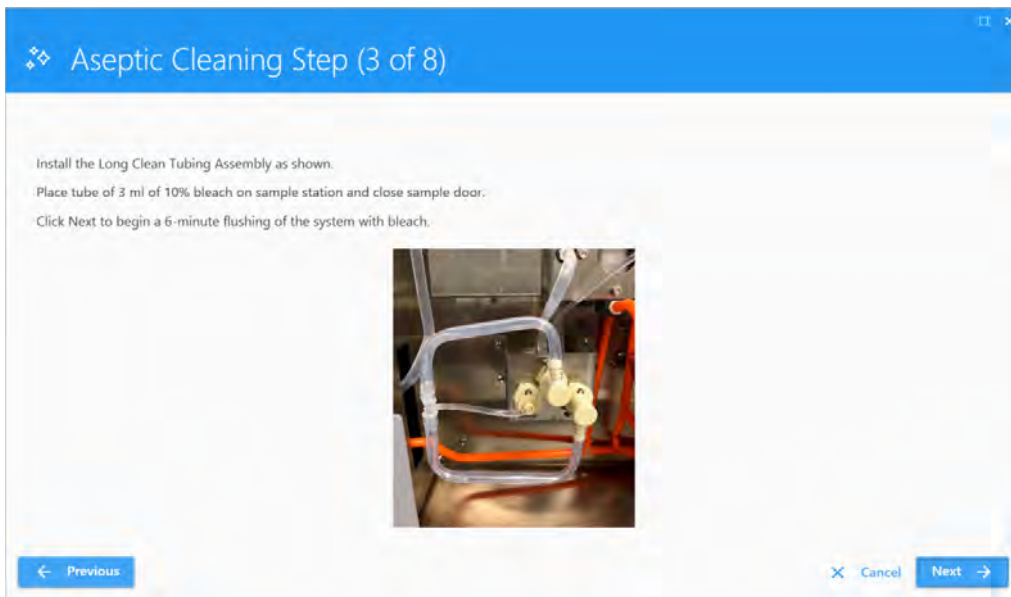 Aseptic Cleaning Step (3 of 8)
Install the Long Clean Tubing Assembly as shown.
Place tube of 3 ml of 10% bleach on sample station and close sample door.
Click Next to begin a 6-minute flushing of the system with bleach.
Previous
Cancel
Next